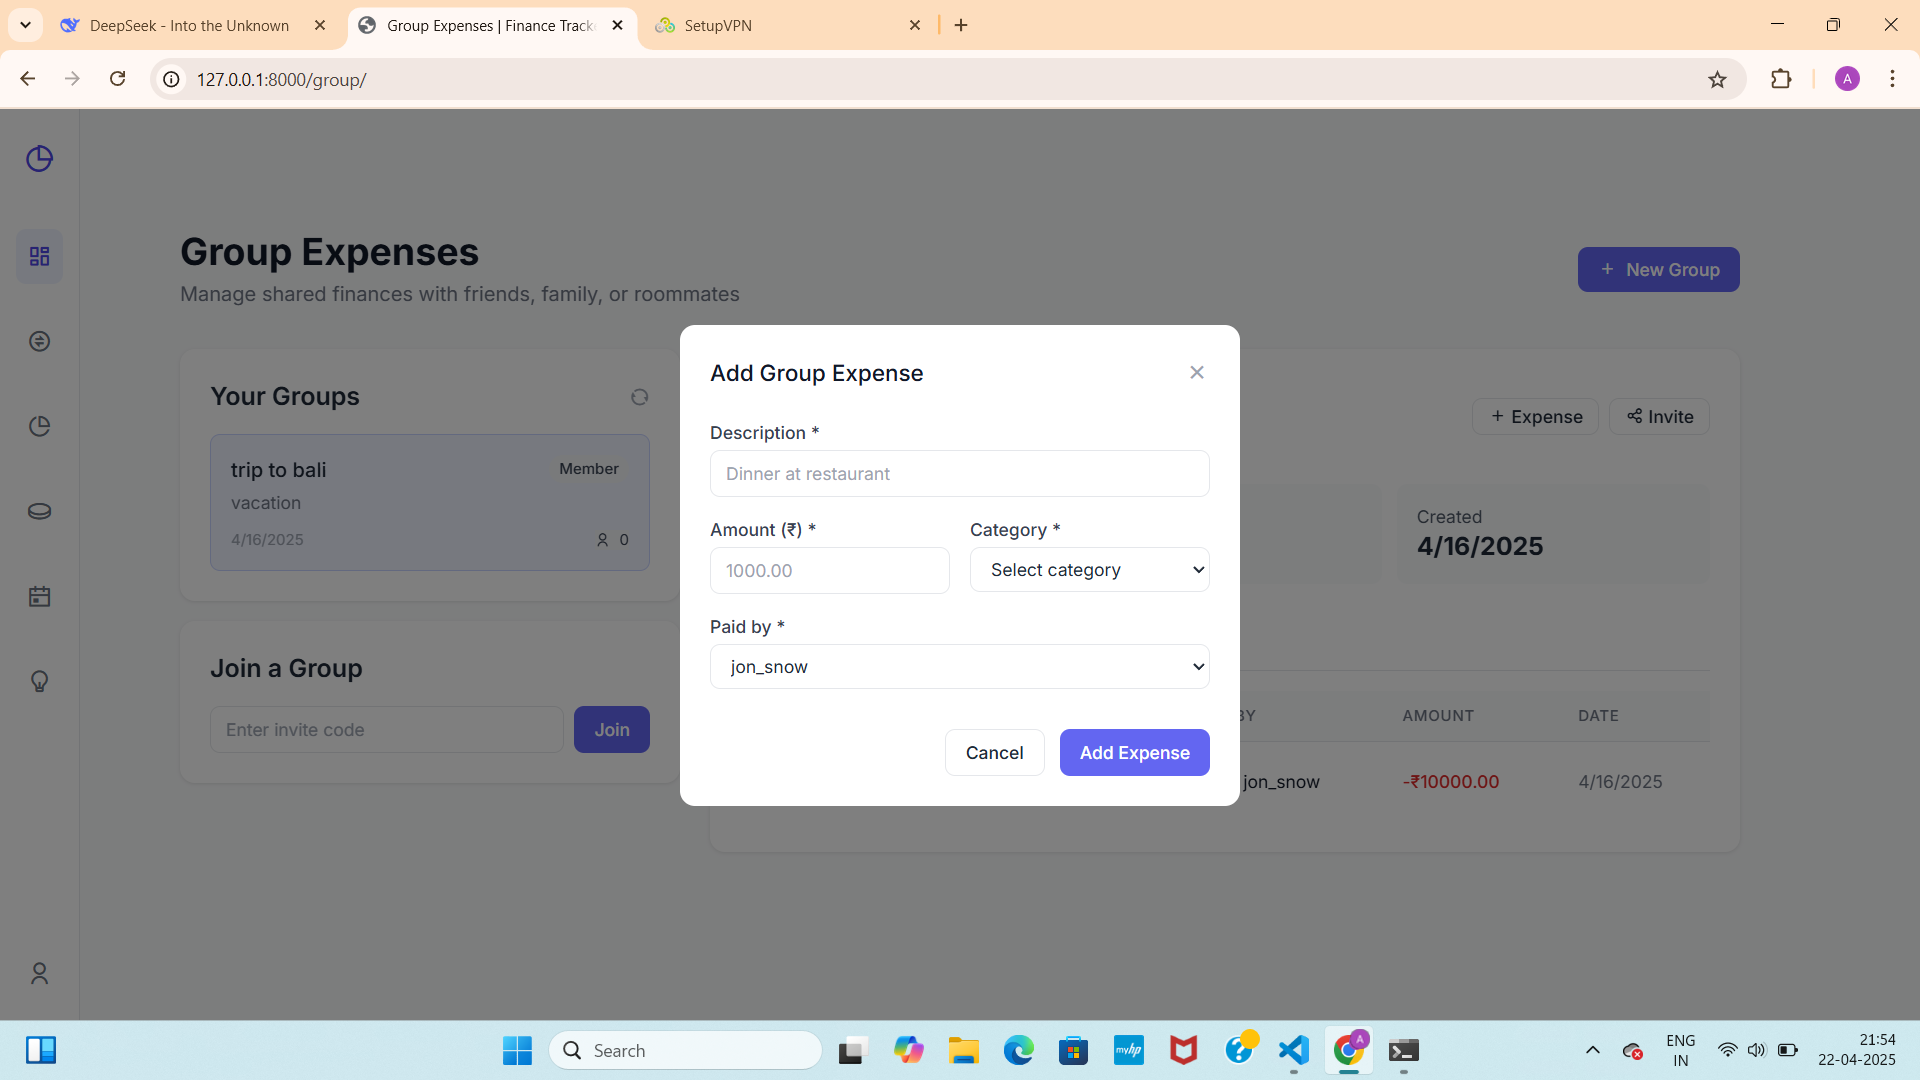 DeepSeek - Into the Unknown
Group Expenses | Finance Track
SetupVPN
127.0.0.1:8000/group/
A
Group Expenses
Manage shared finances with friends, family, or roommates
+ New Group
Your Groups
trip to bali
Member
vacation
4/16/2025
0
Join a Group
Enter invite code
Join
+ Expense
Invite
Created
4/16/2025
BY
AMOUNT
DATE
jon_snow
-₹10000.00
4/16/2025
Add Group Expense
Description *
Dinner at restaurant
Amount (₹) *
Category *
1000.00
Select category
Paid by *
jon_snow
Cancel
Add Expense
Search
myhp
A
ENG
IN
21:54
22-04-2025